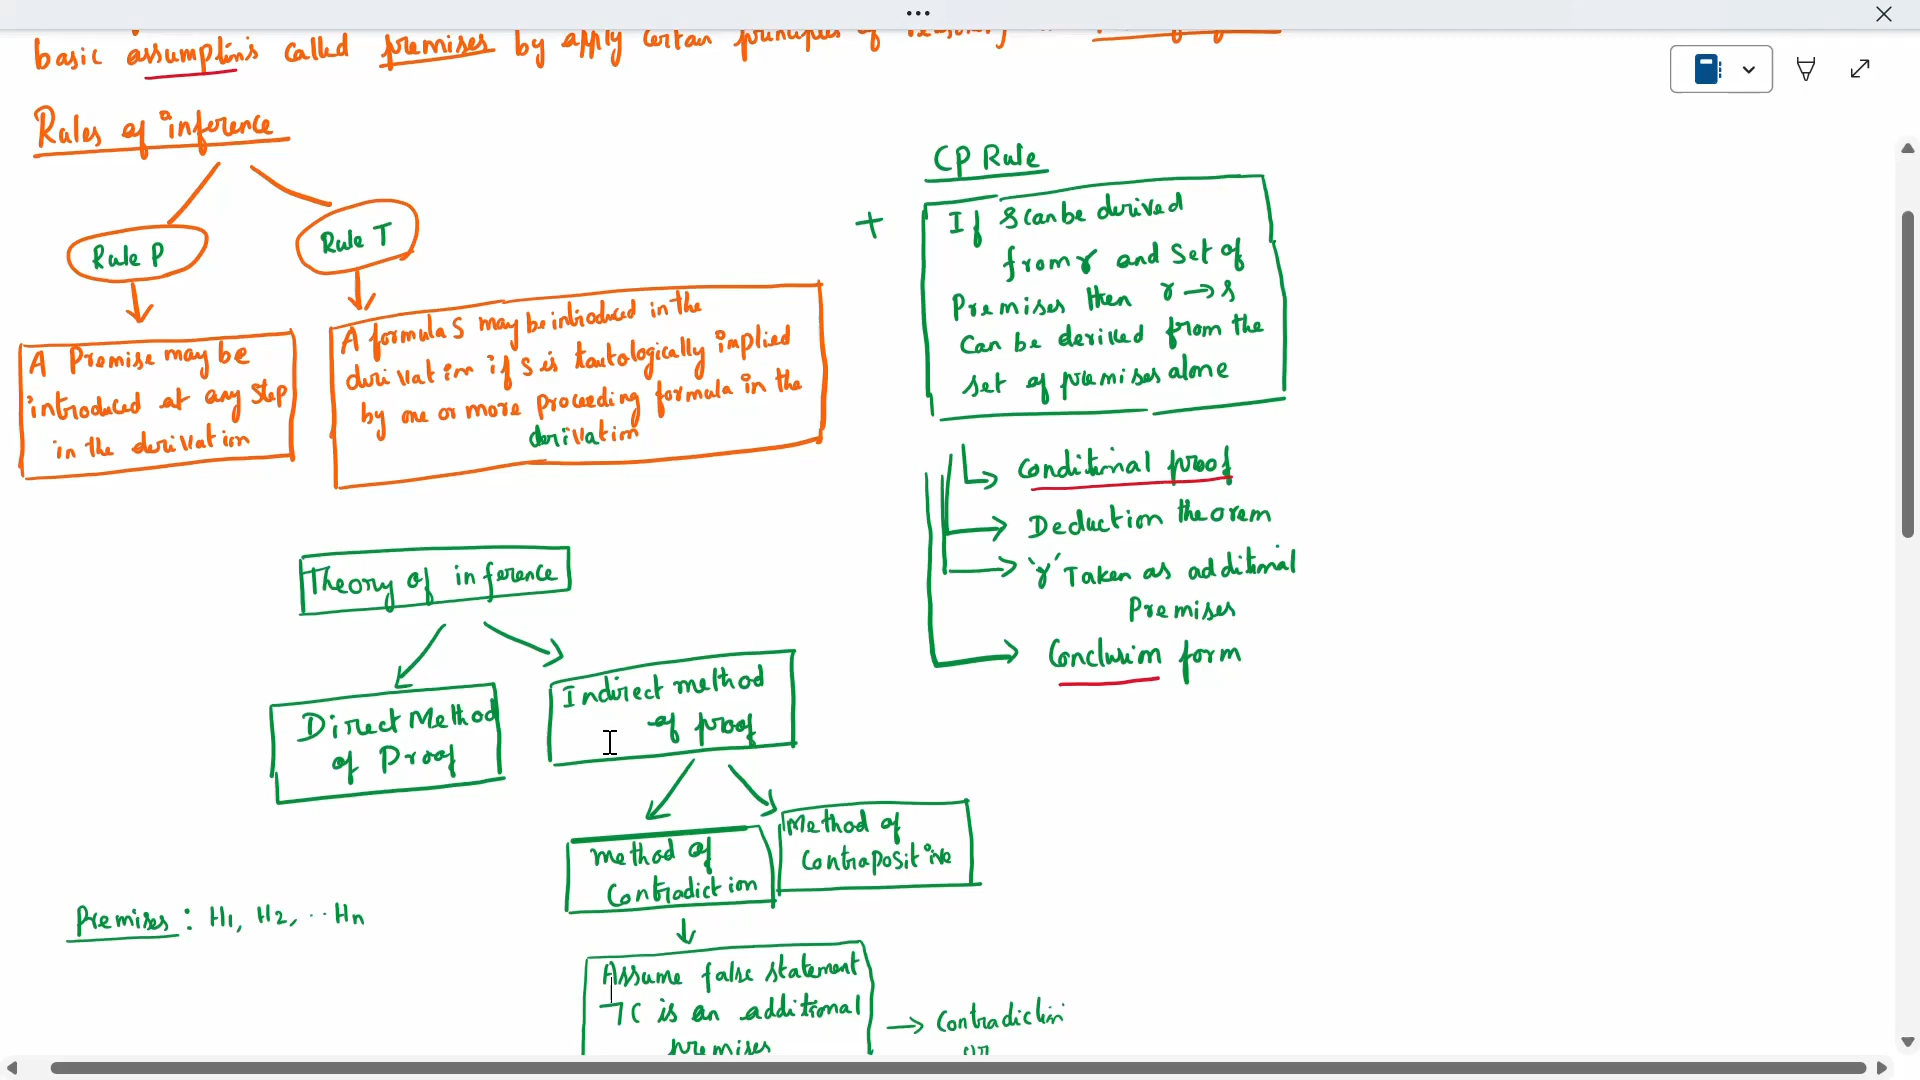 basic assumptins called premises by apply certain principles of
Rules of inference
Rule P
Rule T
A Premise may be
introduced at any step
in the derivation
A formula S may be introduced in the
derivation if S is tautologically implied
by one or more proceeding formula in the
derivation
CP Rule
+
If S can be derived
from r and Set of
Premises then r → s
Can be derived from the
set of premises alone
Conditional proof
Deduction theorem
'r' Taken as additional
Premises
Conclusion form
Theory of inference
Direct Method
of Proof
Indirect method
of proof
Method of
Contradiction
Method of
Contrapositive
Premises : H1, H2, ... Hn
Assume false statement
¬C is an additional
premises
→ Contradiction
or